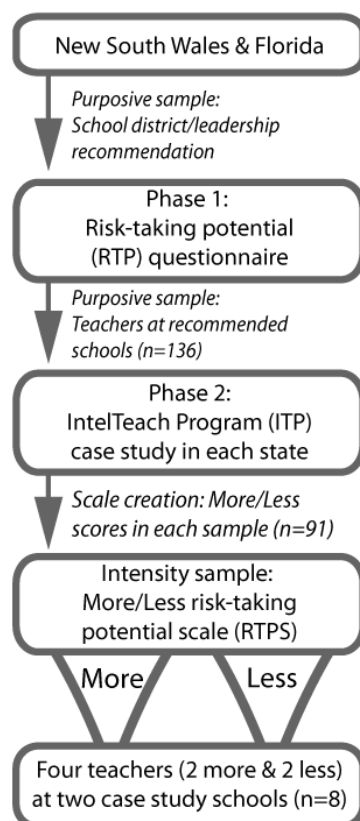 New South Wales & Florida
Purposive sample:
School district/leadership
recommendation
Phase 1:
Risk-taking potential
(RTP) questionnaire
Purposive sample:
Teachers at recommended
schools (n=136)
Phase 2:
IntelTeach Program (ITP)
case study in each state
Scale creation: More/Less
scores in each sample (n=91)
Intensity sample:
More/Less risk-taking
potential scale (RTPS)
More Less
Four teachers (2 more & 2 less)
at two case study schools (n=8)